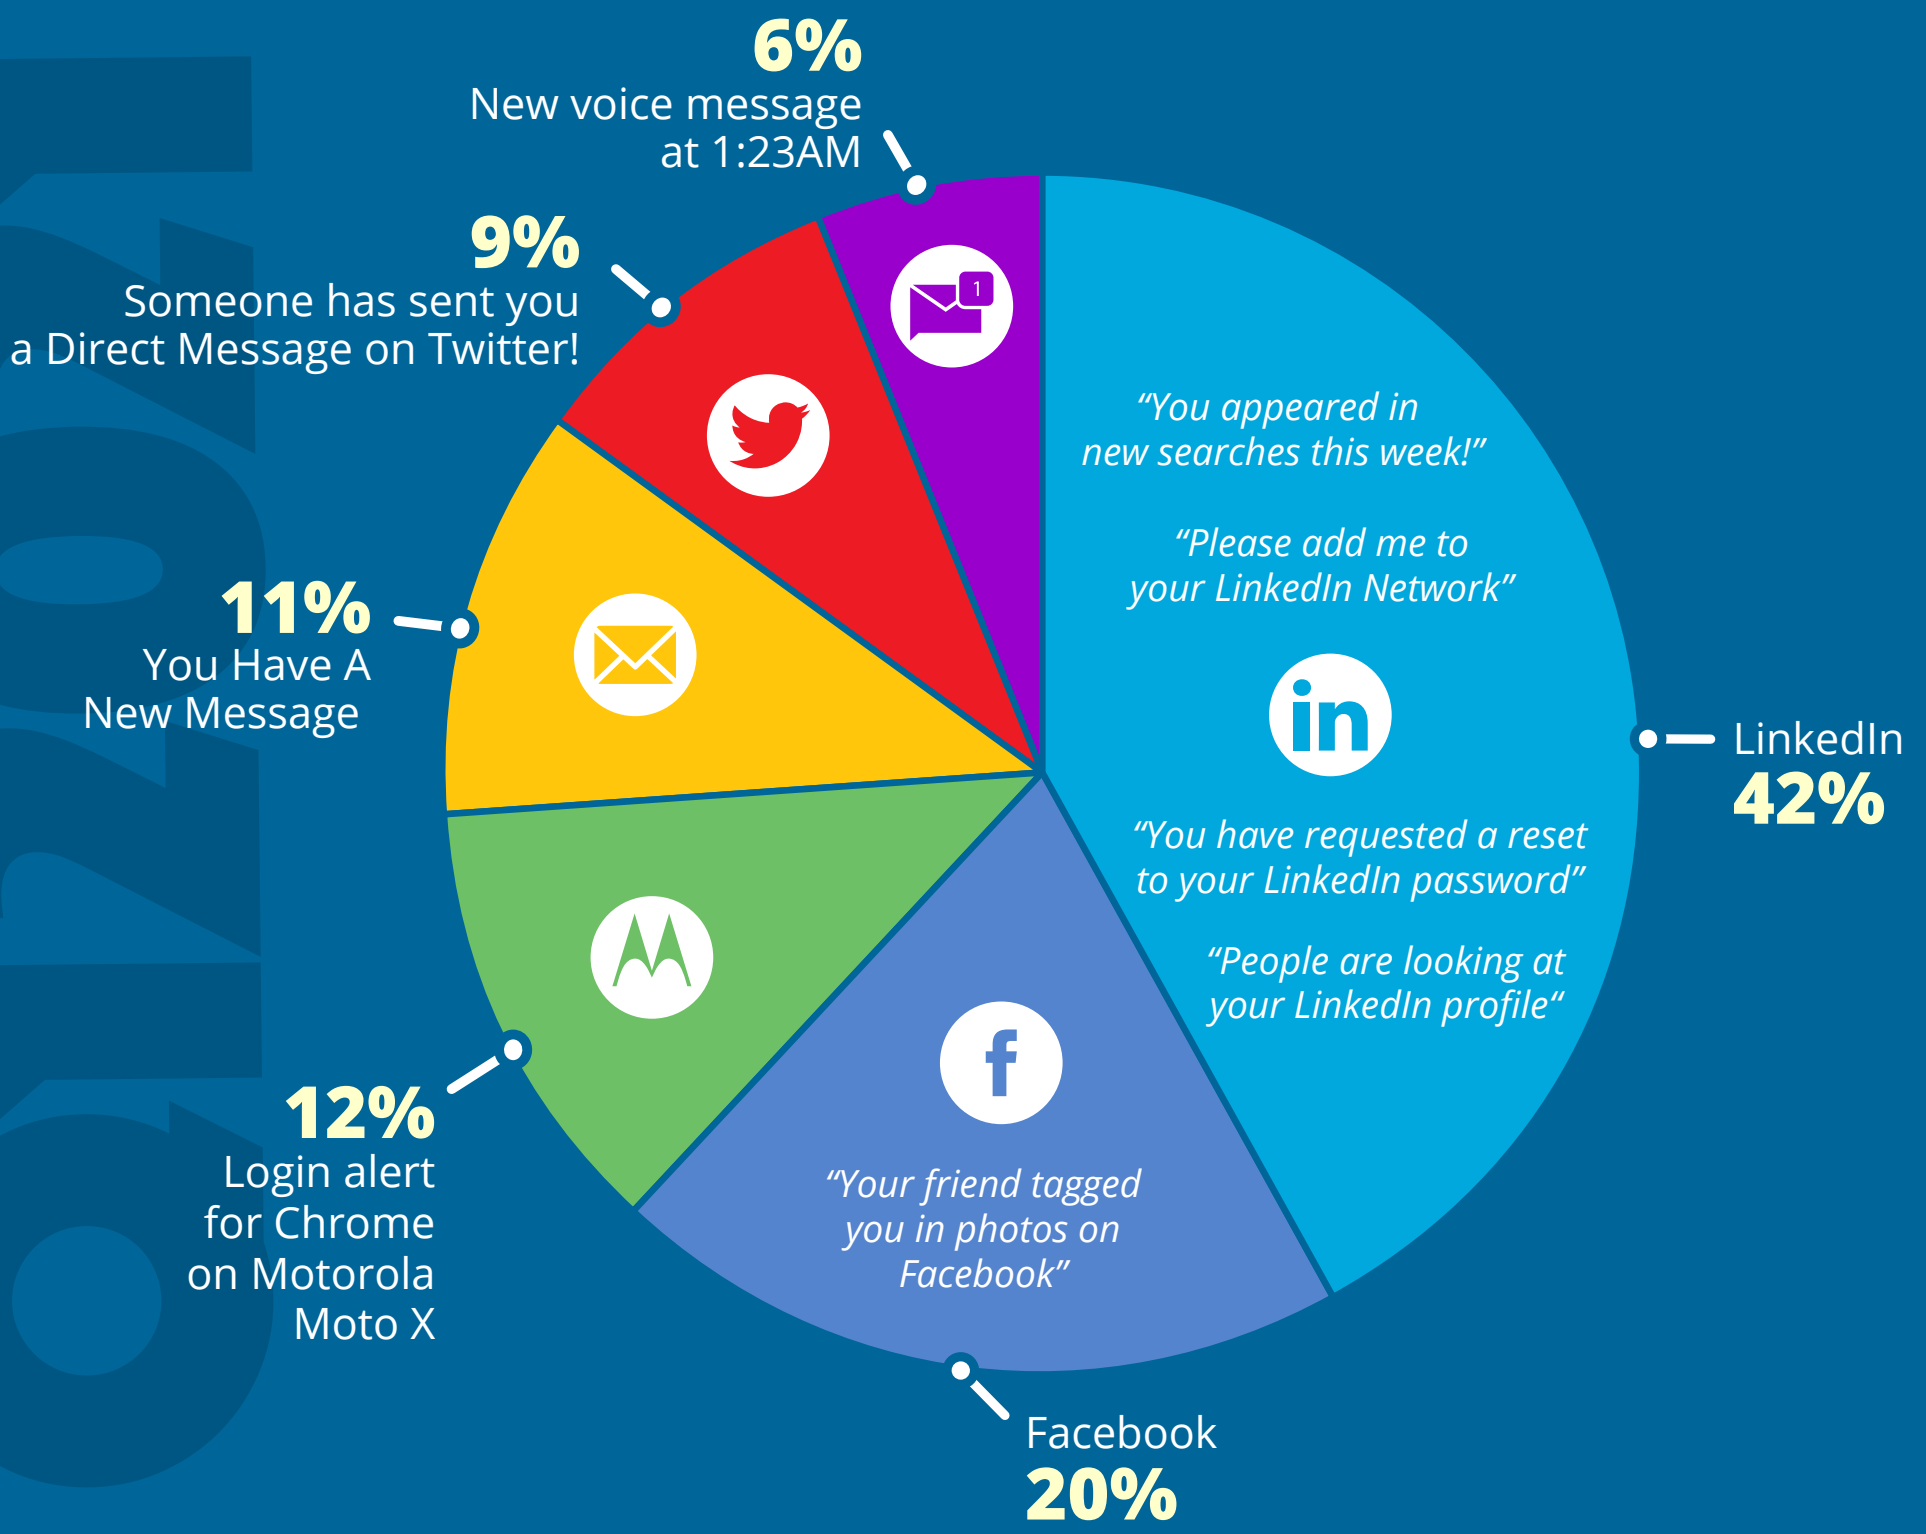 6%
New voice message
at 1:23AM
9%
Someone has sent you
a Direct Message on Twitter!
11%
You Have A
New Message
12%
Login alert
for Chrome
on Motorola
Moto X
1
“You appeared in
new searches this week!”
“Please add me to
your LinkedIn Network”
in
“You have requested a reset
to your LinkedIn password”
“People are looking at
your LinkedIn profile“
LinkedIn
42%
f
“Your friend tagged
you in photos on
Facebook”
Facebook
20%